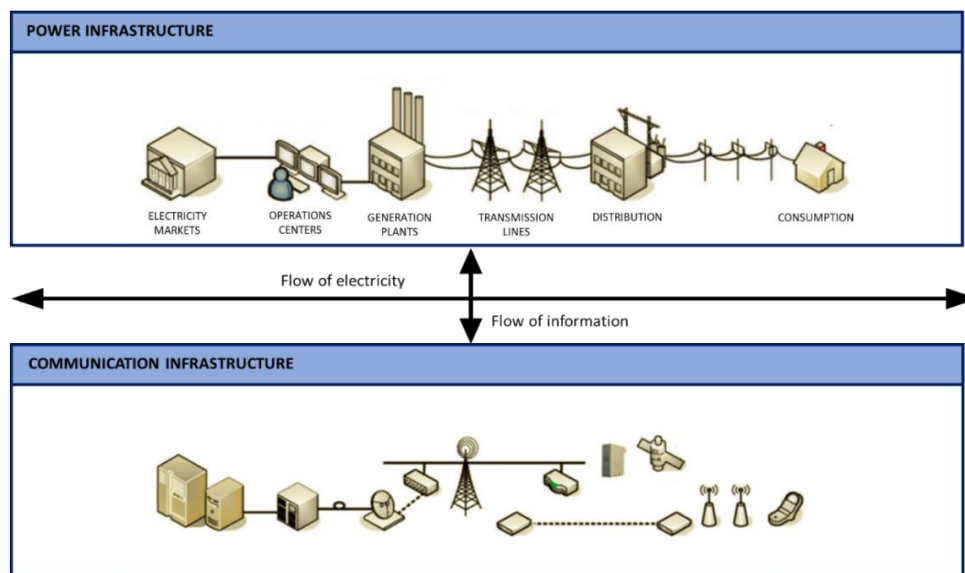 POWER INFRASTRUCTURE
ELECTRICITY
MARKETS
OPERATIONS
CENTERS
GENERATION
PLANTS
TRANSMISSION
LINES
DISTRIBUTION
CONSUMPTION
Flow of electricity
Flow of information
COMMUNICATION INFRASTRUCTURE